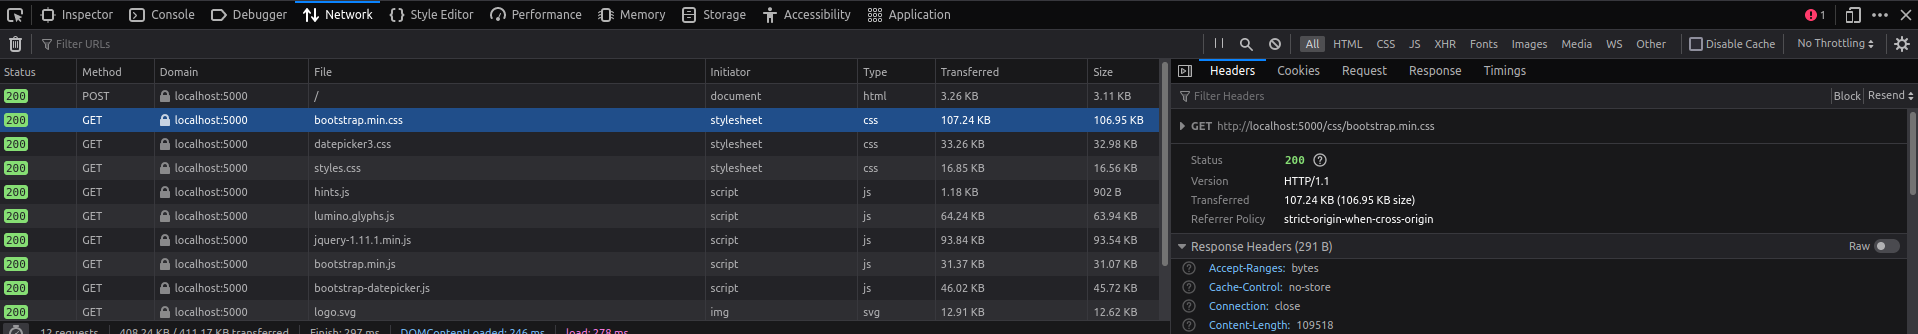 Inspector Console Debugger Network Style Editor Performance Memory Storage Accessibility Application 1
Filter URLs All HTML CSS JS XHR Fonts Images Media WS Other Disable Cache No Throttling
Status Method Domain File Initiator Type Transferred Size
200 POST localhost:5000 / document html 3.26 KB 3.11 KB
200 GET localhost:5000 bootstrap.min.css stylesheet css 107.24 KB 106.95 KB
200 GET localhost:5000 datepicker3.css stylesheet css 33.26 KB 32.98 KB
200 GET localhost:5000 styles.css stylesheet css 16.85 KB 16.56 KB
200 GET localhost:5000 hints.js script js 1.18 KB 902 B
200 GET localhost:5000 lumino.glyphs.js script js 64.24 KB 63.94 KB
200 GET localhost:5000 jquery-1.11.1.min.js script js 93.84 KB 93.54 KB
200 GET localhost:5000 bootstrap.min.js script js 31.37 KB 31.07 KB
200 GET localhost:5000 bootstrap-datepicker.js script js 46.02 KB 45.72 KB
200 GET localhost:5000 logo.svg img svg 12.91 KB 12.62 KB
12 requests 408.24 KB / 411.17 KB transferred Finish: 297 ms DOMContentLoaded: 246 ms load: 278 ms
Headers Cookies Request Response Timings
Filter Headers Block Resend
GET http://localhost:5000/css/bootstrap.min.css
Status 200
Version HTTP/1.1
Transferred 107.24 KB (106.95 KB size)
Referrer Policy strict-origin-when-cross-origin
Response Headers (291 B) Raw
Accept-Ranges: bytes
Cache-Control: no-store
Connection: close
Content-Length: 109518